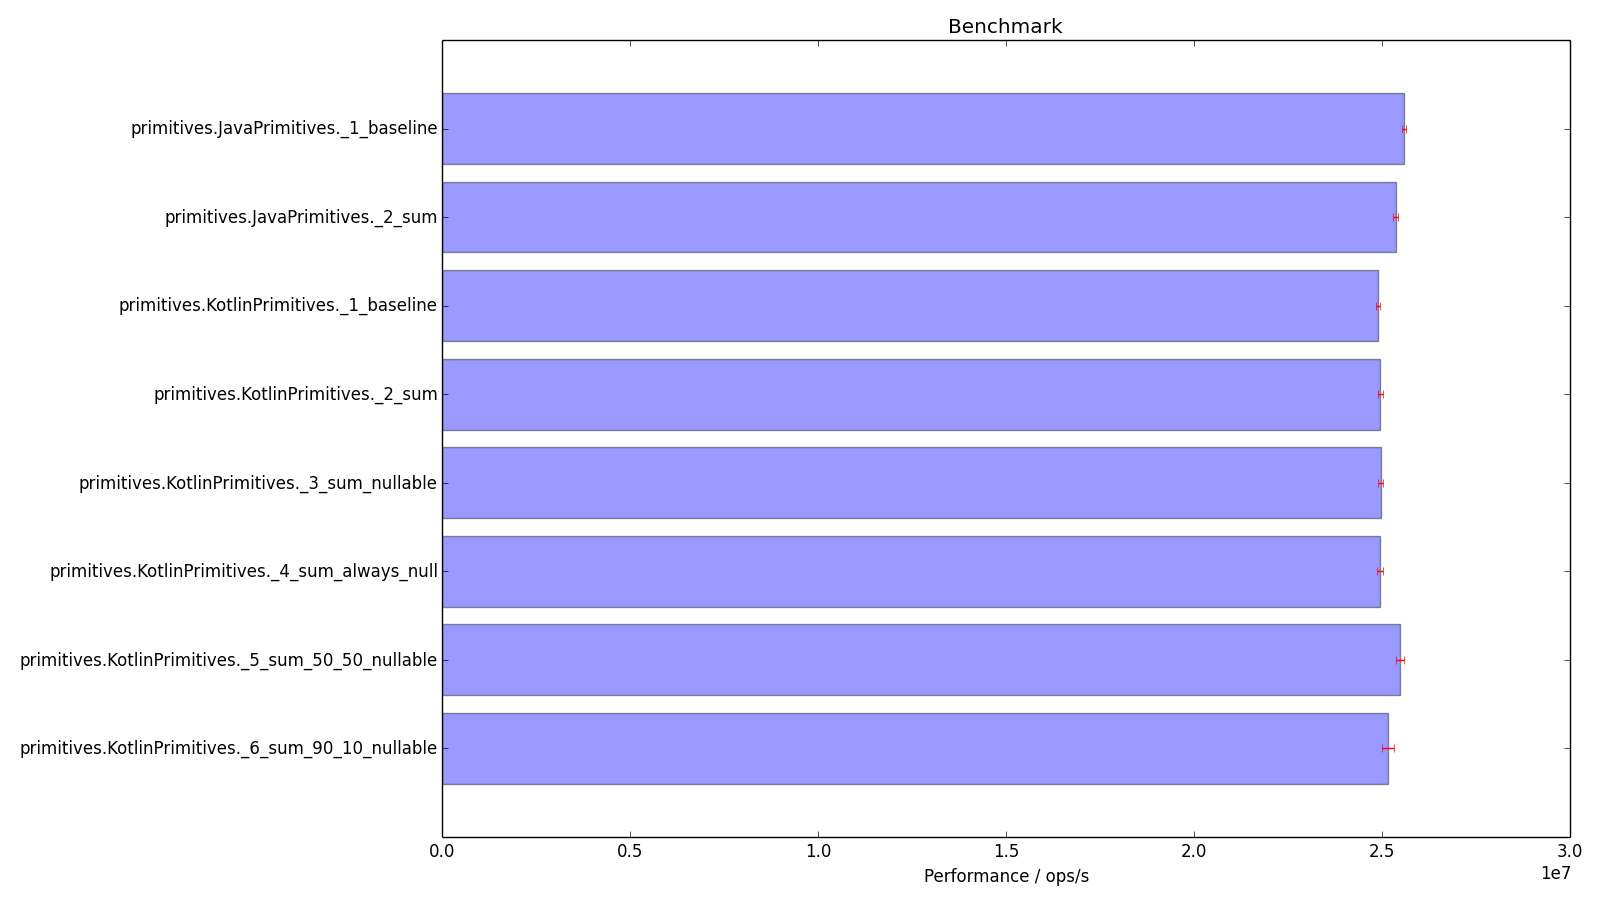 Benchmark
primitives.JavaPrimitives._1_baseline
primitives.JavaPrimitives._2_sum
primitives.KotlinPrimitives._1_baseline
primitives.KotlinPrimitives._2_sum
primitives.KotlinPrimitives._3_sum_nullable
primitives.KotlinPrimitives._4_sum_always_null
primitives.KotlinPrimitives._5_sum_50_50_nullable
primitives.KotlinPrimitives._6_sum_90_10_nullable
0.0 0.5 1.0 1.5 2.0 2.5 3.0
1e7
Performance / ops/s